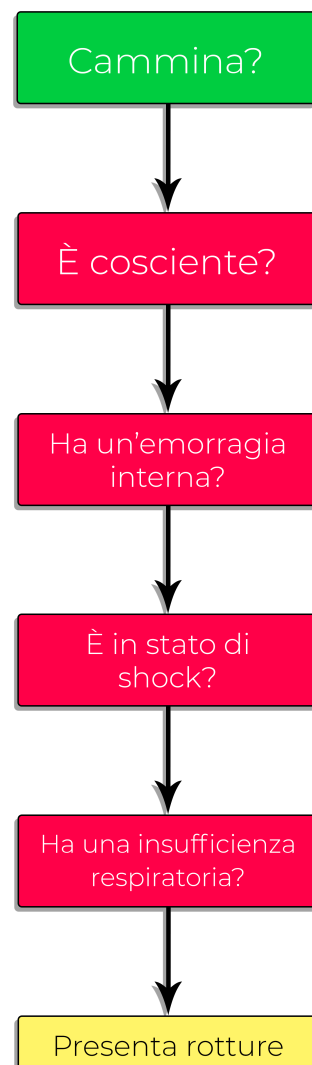 Cammina?
È cosciente?
Ha un'emorragia
interna?
È in stato di
shock?
Ha una insufficienza
respiratoria?
Presenta rotture